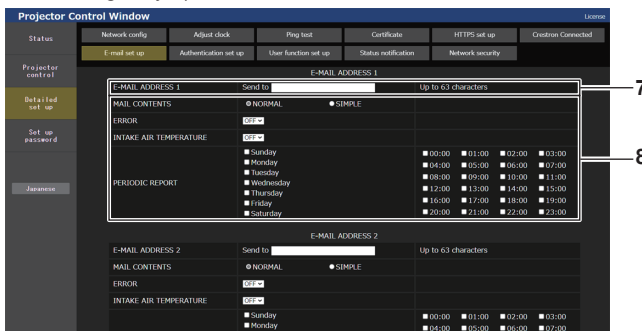 Projector Control Window License
Status Network config Adjust clock Ping test Certificate HTTPS set up Crestron Connected
E-mail set up Authentication set up User function set up Status notification Network security
Projector control
Detailed set up
Set up password
Japanese
E-MAIL ADDRESS 1
E-MAIL ADDRESS 1 Send to Up to 63 characters 7
MAIL CONTENTS NORMAL SIMPLE
ERROR OFF
INTAKE AIR TEMPERATURE OFF
8
PERIODIC REPORT
Sunday 00:00 01:00 02:00 03:00
Monday 04:00 05:00 06:00 07:00
Tuesday 08:00 09:00 10:00 11:00
Wednesday 12:00 13:00 14:00 15:00
Thursday 16:00 17:00 18:00 19:00
Friday 20:00 21:00 22:00 23:00
Saturday
E-MAIL ADDRESS 2
E-MAIL ADDRESS 2 Send to Up to 63 characters
MAIL CONTENTS NORMAL SIMPLE
ERROR OFF
INTAKE AIR TEMPERATURE OFF
Sunday 00:00 01:00 02:00 03:00
Monday 04:00 05:00 06:00 07:00